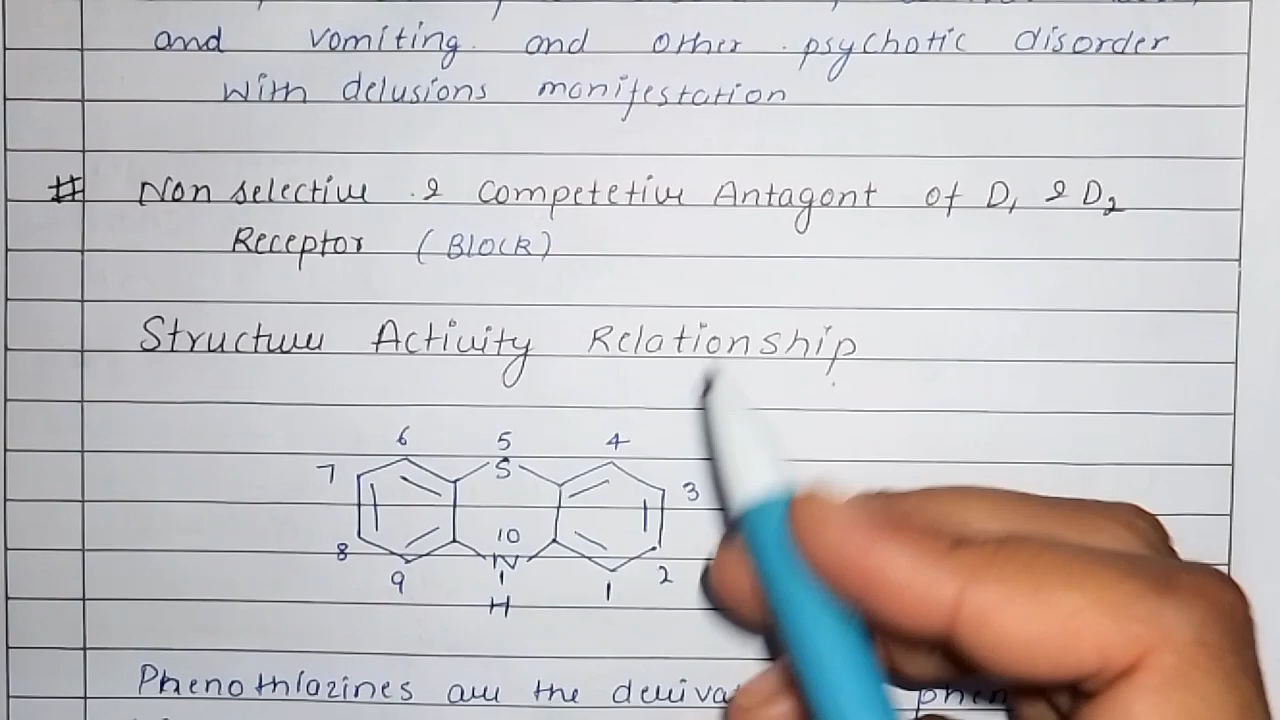 and vomiting and other psychotic disorder
with delusions manifestation
# Non selective & Competetive Antagont of D1 & D2
Receptor (BLOCK)
Structure Activity Relationship
6 5 4
7 S 3
10
8 N 2
9 H 1
Phenothiazines are the deriva phen